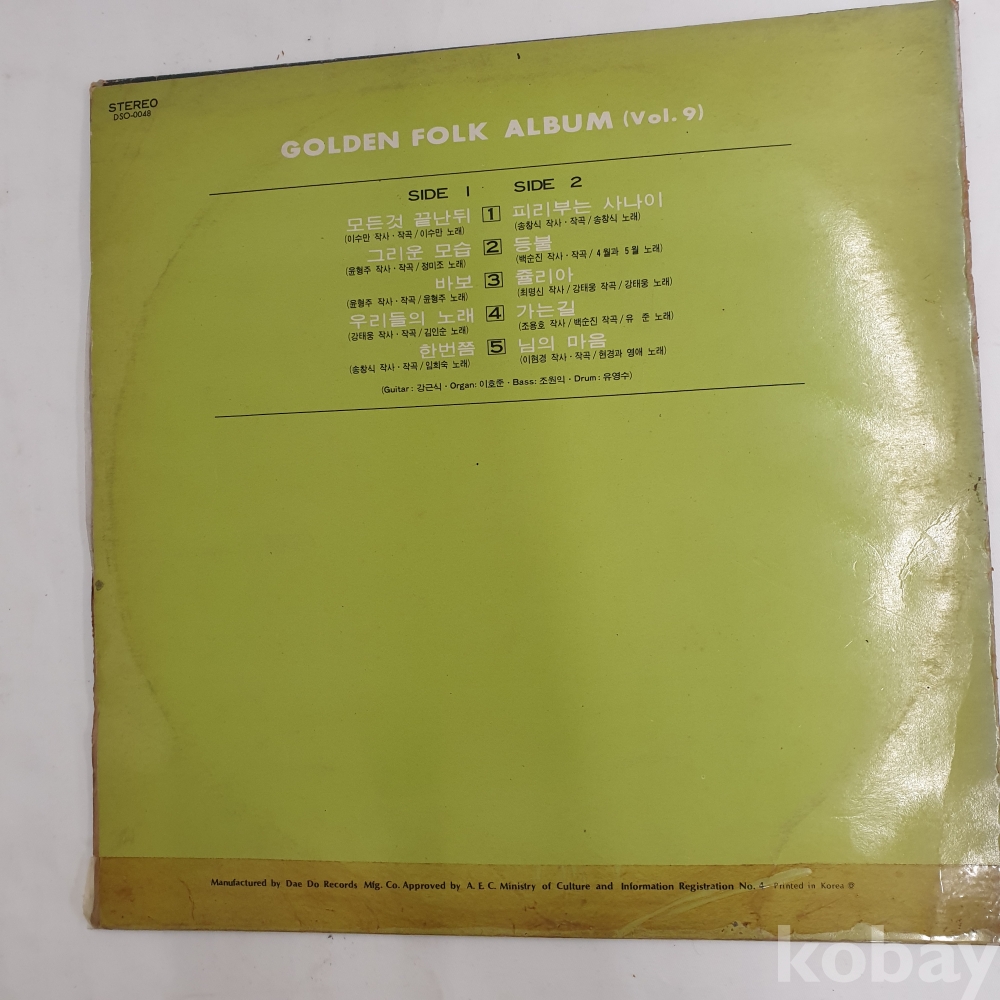 STEREO
DSO-0048
GOLDEN FOLK ALBUM (Vol. 9)
SIDE 1 SIDE 2
모든것 끝난뒤 1 피리부는 사나이
(이수만 작사·작곡/이수만 노래) (송창식 작사·작곡/송창식 노래)
그리운 모습 2 등불
(윤형주 작사·작곡/정미조 노래) (백순진 작사·작곡/4월과 5월 노래)
바보 3 쥴리아
(윤형주 작사·작곡/윤형주 노래) (최명신 작사/강태웅 작곡/강태웅 노래)
우리들의 노래 4 가는길
(강태웅 작사·작곡/김인순 노래) (조용호 작사/백순진 작곡/유 준 노래)
한번쯤 5 님의 마음
(송창식 작사·작곡/임희숙 노래) (이현경 작사·작곡/현경과 영애 노래)
(Guitar: 강근식·Organ: 이호준·Bass: 조원익·Drum: 유영수)
Manufactured by Dae Do Records Mfg. Co. Approved by A. E. C. Ministry of Culture and Information Registration No. 4 Printed in Korea
kobay